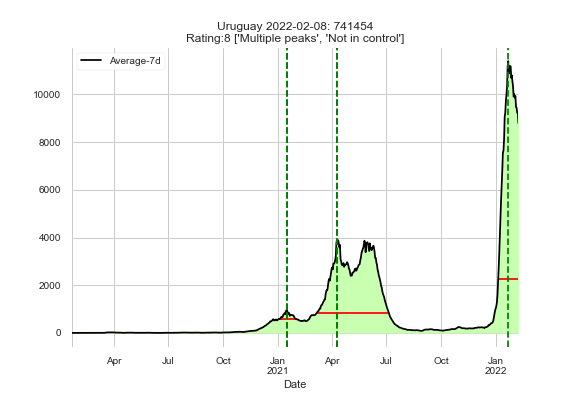 Uruguay 2022-02-08: 741454
Rating:8 ['Multiple peaks', 'Not in control']
Average-7d
10000
8000
6000
4000
2000
0
Apr Jul Oct Jan Apr Jul Oct Jan
2021 2022
Date